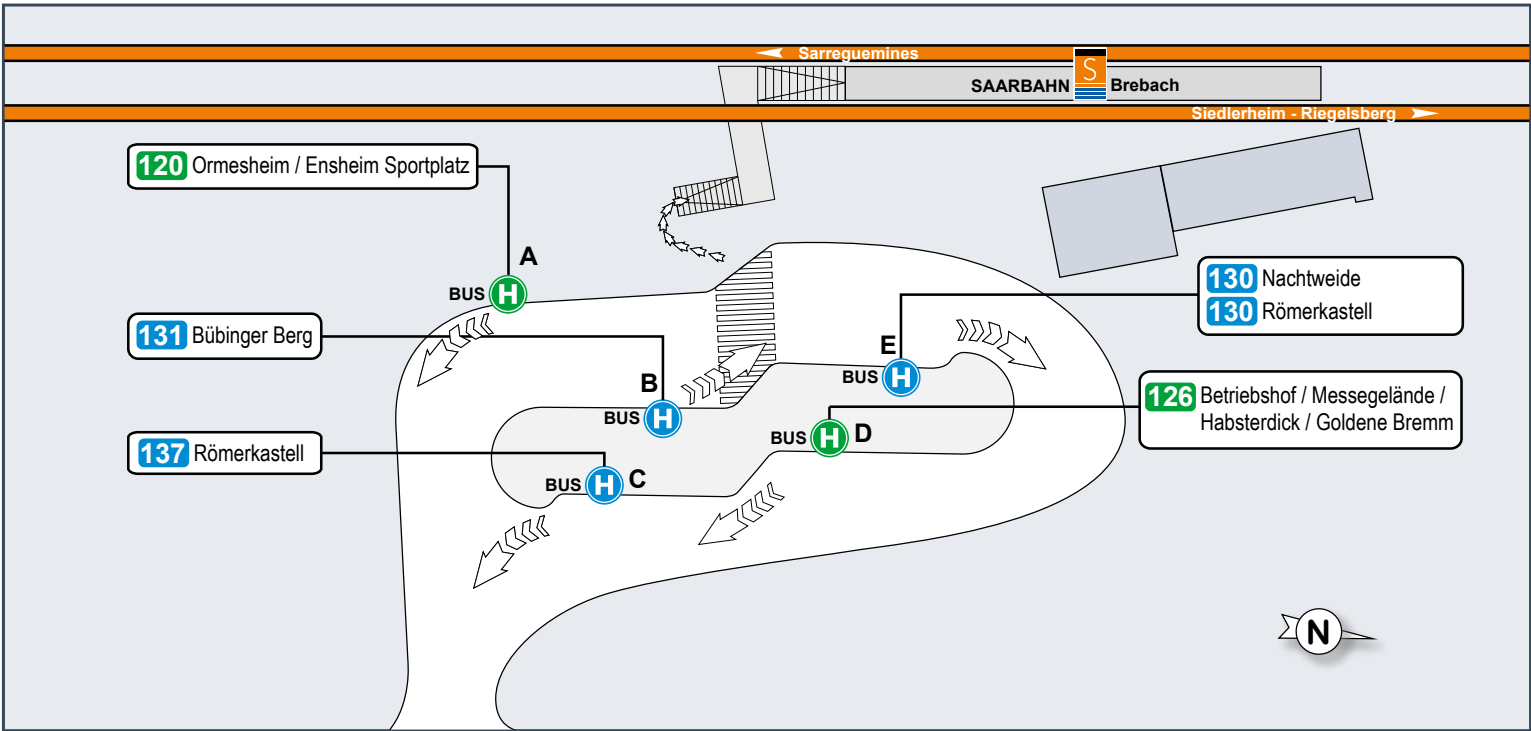 Sarreguemines
SAARBAHN S Brebach
Siedlerheim - Riegelsberg
120 Ormesheim / Ensheim Sportplatz
A
BUS H
131 Bübinger Berg
B
BUS H
137 Römerkastell
C
BUS H
130 Nachtweide
130 Römerkastell
E
BUS H
126 Betriebshof / Messegelände /
Habsterdick / Goldene Bremm
BUS H D
N